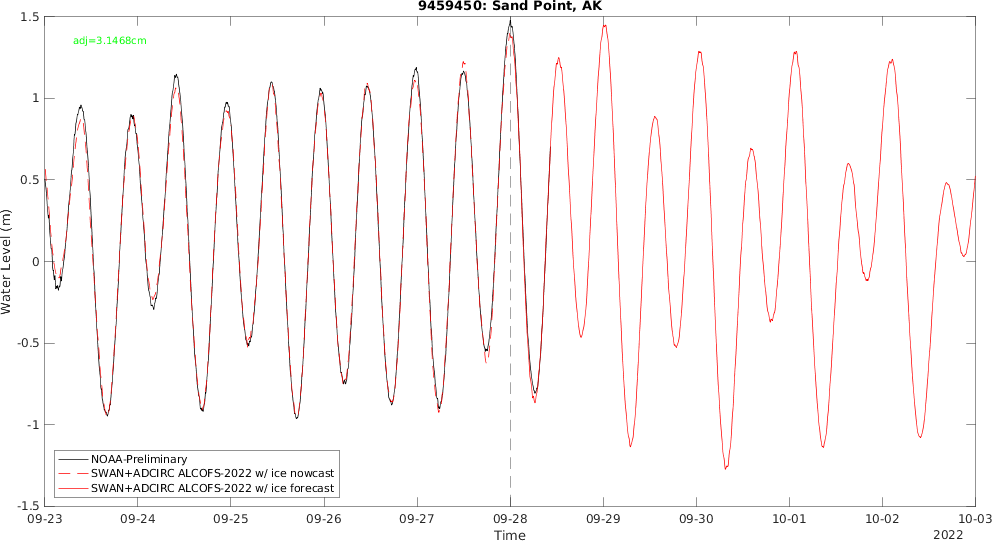 9459450: Sand Point, AK
adj=3.1468cm
1.5
1
0.5
0
-0.5
-1
-1.5
Water Level (m)
NOAA-Preliminary
SWAN+ADCIRC ALCOFS-2022 w/ ice nowcast
SWAN+ADCIRC ALCOFS-2022 w/ ice forecast
09-23 09-24 09-25 09-26 09-27 09-28 09-29 09-30 10-01 10-02 10-03
Time
2022